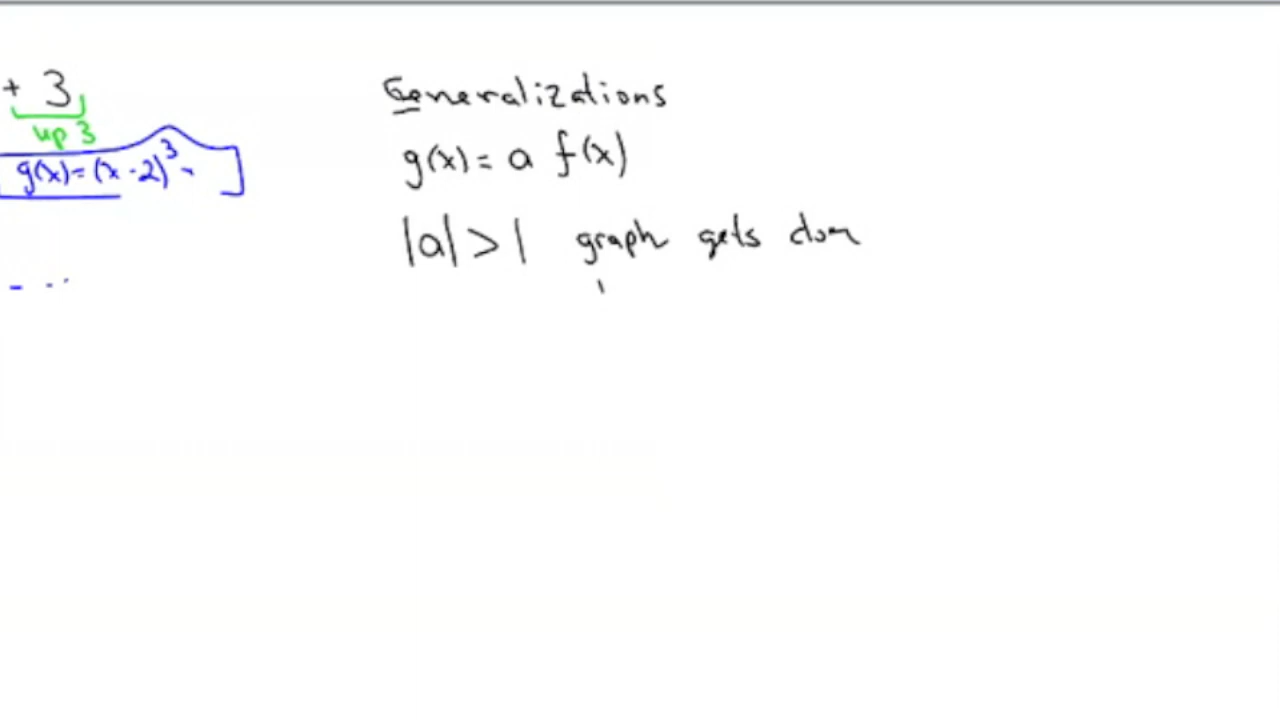 + 3
up 3
g(x)=(x-2)³ -
Generalizations
g(x)= a f(x)
|a|>1 graph gets